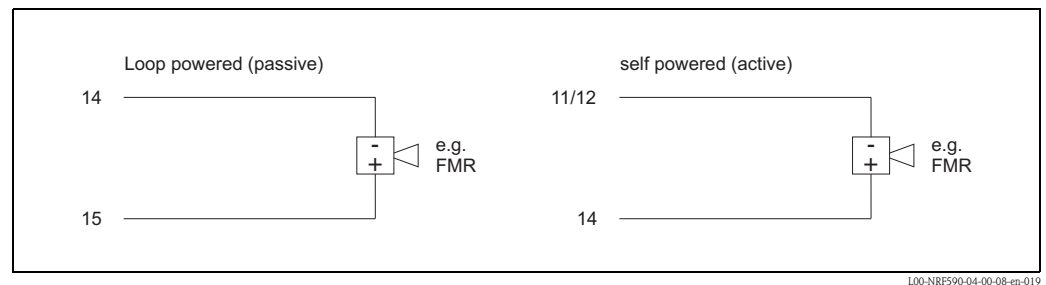 Loop powered (passive)
14
-
+
e.g.
FMR
15
self powered (active)
11/12
-
+
e.g.
FMR
14
L00-NRF590-04-00-08-en-019